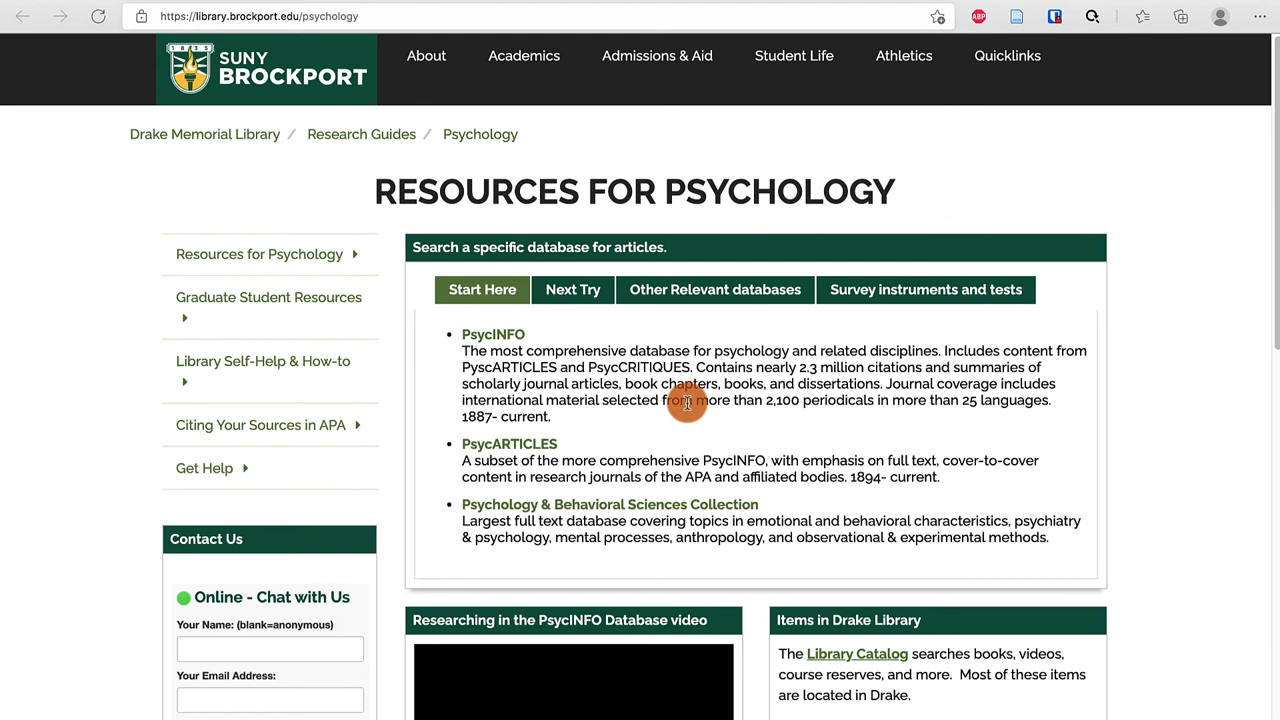 https://library.brockport.edu/psychology
ABP
1835
SUNY
BROCKPORT
About
Academics
Admissions & Aid
Student Life
Athletics
Quicklinks
Drake Memorial Library / Research Guides / Psychology
RESOURCES FOR PSYCHOLOGY
Resources for Psychology
Graduate Student Resources
Library Self-Help & How-to
Citing Your Sources in APA
Get Help
Contact Us
Online - Chat with Us
Your Name: (blank=anonymous)
Your Email Address:
Search a specific database for articles.
Start Here
Next Try
Other Relevant databases
Survey instruments and tests
• PsycINFO
The most comprehensive database for psychology and related disciplines. Includes content from
PyscARTICLES and PsycCRITIQUES. Contains nearly 2.3 million citations and summaries of
scholarly journal articles, book chapters, books, and dissertations. Journal coverage includes
international material selected from more than 2,100 periodicals in more than 25 languages.
1887- current.
• PsycARTICLES
A subset of the more comprehensive PsycINFO, with emphasis on full text, cover-to-cover
content in research journals of the APA and affiliated bodies. 1894- current.
• Psychology & Behavioral Sciences Collection
Largest full text database covering topics in emotional and behavioral characteristics, psychiatry
& psychology, mental processes, anthropology, and observational & experimental methods.
Researching in the PsycINFO Database video
Items in Drake Library
The Library Catalog searches books, videos,
course reserves, and more. Most of these items
are located in Drake.